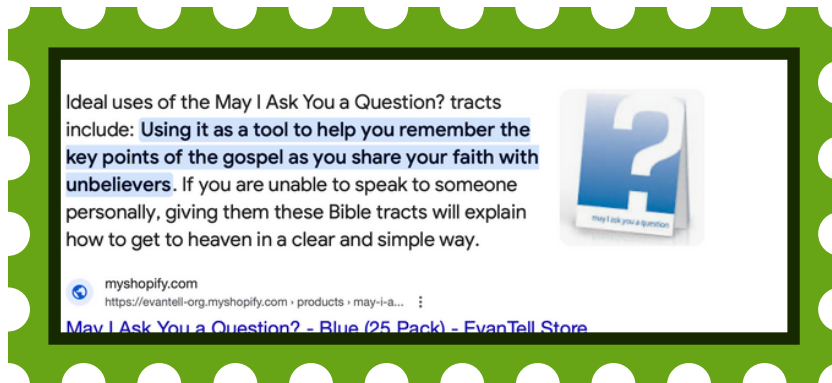 Ideal uses of the May I Ask You a Question? tracts
include: Using it as a tool to help you remember the
key points of the gospel as you share your faith with
unbelievers. If you are unable to speak to someone
personally, giving them these Bible tracts will explain
how to get to heaven in a clear and simple way.
?
may I ask you a question
myshopify.com
https://evantell-org.myshopify.com › products › may-i-a...
May I Ask You a Question? - Blue (25 Pack) - EvanTell Store